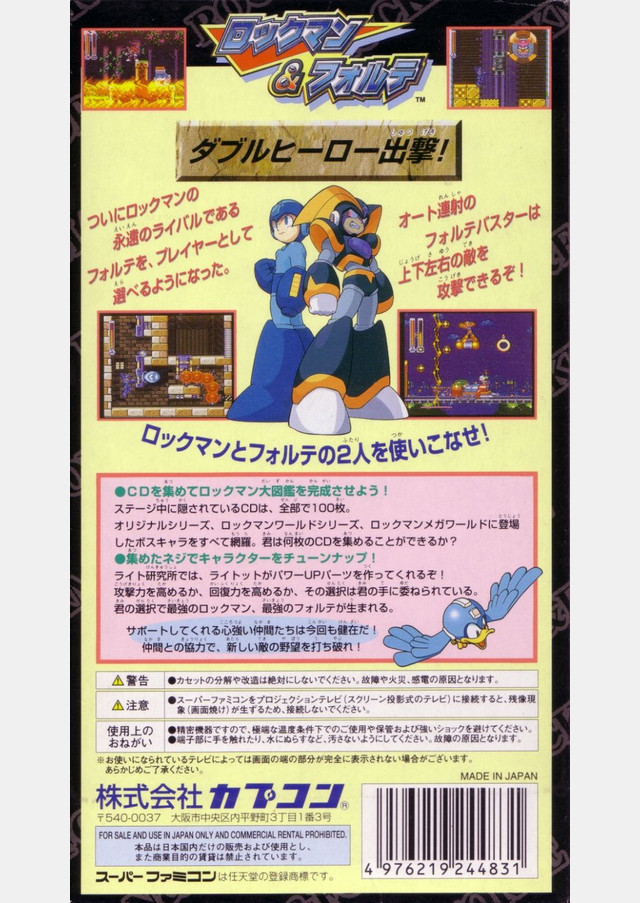 ロックマン
&フォルテ™
ダブルヒーロー出撃!
ついにロックマンの
永遠のライバルである
フォルテを、プレイヤーとして
選べるようになった。
オート連射の
フォルテバスターは
上下左右の敵を
攻撃できるぞ!
ロックマンとフォルテの2人を使いこなせ!
●CDを集めてロックマン大図鑑を完成させよう!
ステージ中に隠されているCDは、全部で100枚。
オリジナルシリーズ、ロックマンワールドシリーズ、ロックマンメガワールドに登場
したボスキャラをすべて網羅。君は何枚のCDを集めることができるか?
●集めたネジでキャラクターをチューンナップ!
ライト研究所では、ライトットがパワーUPパーツを作ってくれるぞ!
攻撃力を高めるか、回復力を高めるか、その選択は君の手に委ねられている。
君の選択で最強のロックマン、最強のフォルテが生まれる。
サポートしてくれる心強い仲間たちは今回も健在だ!
仲間との協力で、新しい敵の野望を打ち破れ!
⚠警告 ●カセットの分解や改造は絶対にしないでください。故障や火災、感電の原因となります。
⚠注意 ●スーパーファミコンをプロジェクションテレビ(スクリーン投影式のテレビ)に接続すると、残像現
象(画面焼け)が生ずるため、接続しないでください。
使用上の
おねがい
●精密機器ですので、極端な温度条件下でのご使用や保管および強いショックを避けてください。
●端子部に手を触れたり、水にぬらすなど、汚さないようにしてください。故障の原因となります。
※お使いになられているテレビによっては画面の端の部分が完全に表示されない場合がございます。
あらかじめご了承ください。
MADE IN JAPAN
株式会社 カプコン®
〒540-0037 大阪市中央区内平野町3丁目1番3号
FOR SALE AND USE IN JAPAN ONLY AND COMMERCIAL RENTAL PROHIBITED.
本品は日本国内だけの販売および使用とし、
また商業目的の賃貸は禁止されています。
スーパーファミコンは任天堂の登録商標です。
4 976219 244831